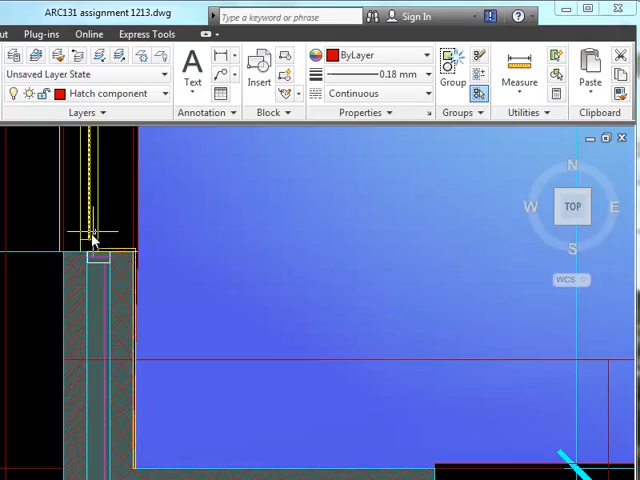 ARC131 assignment 1213.dwg
Type a keyword or phrase
Sign In
Plug-ins
Online
Express Tools
ByLayer
Unsaved Layer State
0.18 mm
Text
Insert
Group
Measure
Paste
Hatch component
Continuous
Layers
Annotation
Block
Properties
Groups
Utilities
Clipboard
N
W
TOP
E
S
WCS